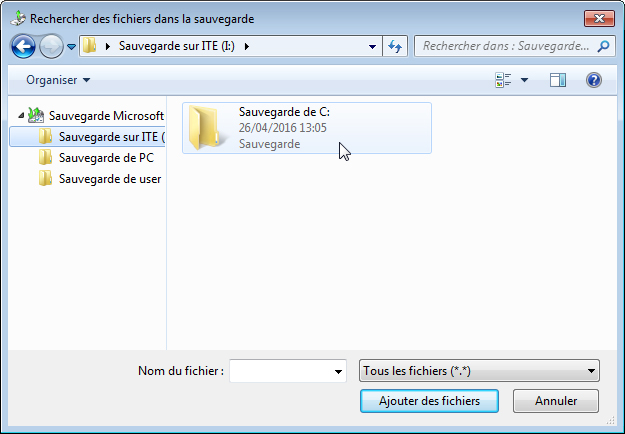 Rechercher des fichiers dans la sauvegarde
Sauvegarde sur ITE (I:)
Rechercher dans : Sauvegarde...
Organiser
Sauvegarde Microsoft
Sauvegarde sur ITE (
Sauvegarde de PC
Sauvegarde de user
Sauvegarde de C:
26/04/2016 13:05
Sauvegarde
Nom du fichier :
Tous les fichiers (*.*)
Ajouter des fichiers
Annuler